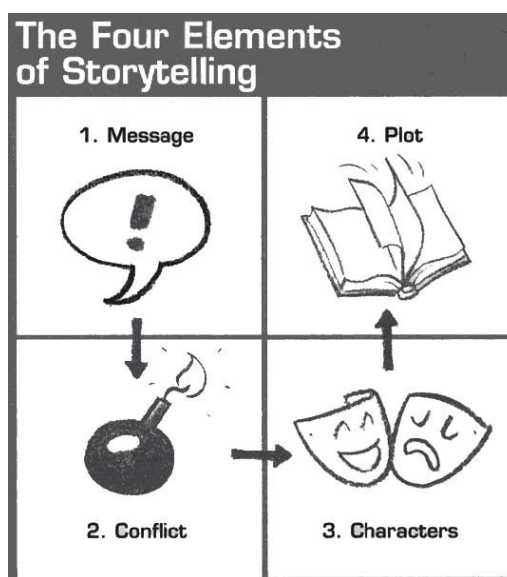 The Four Elements
of Storytelling
1. Message
4. Plot
2. Conflict
3. Characters